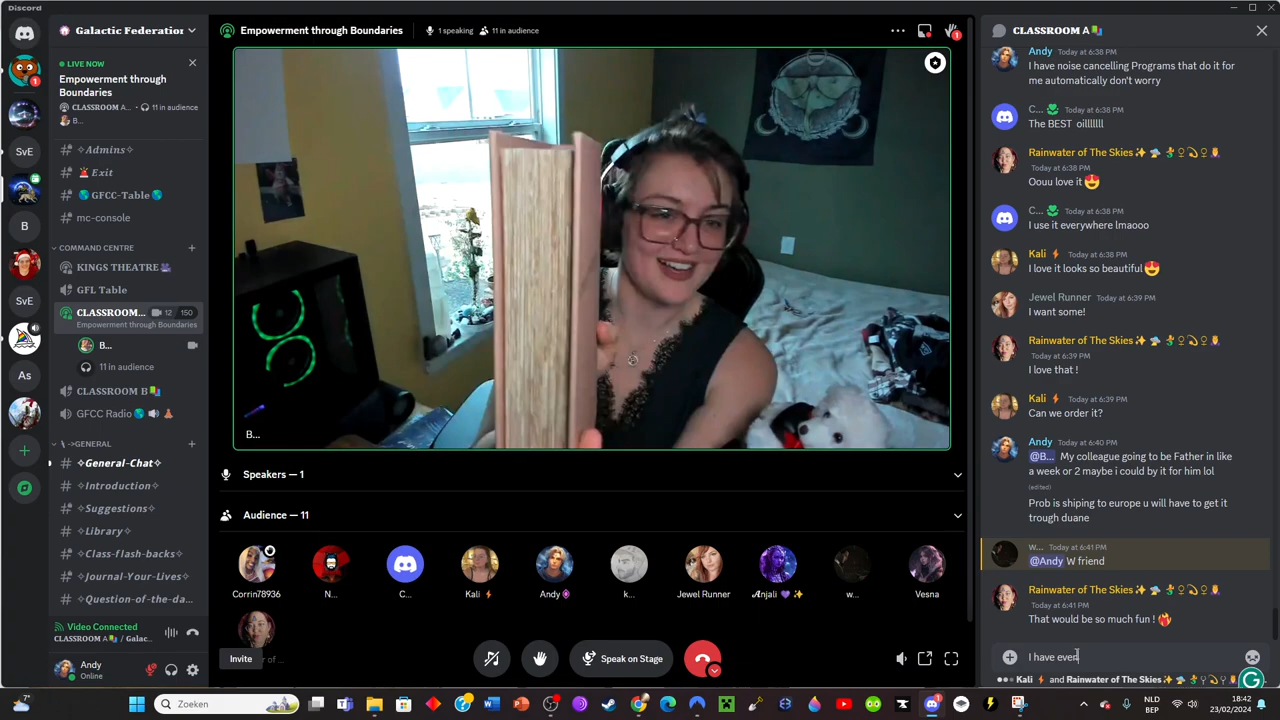 Discord
Galactic Federation
LIVE NOW
Empowerment through
Boundaries
CLASSROOM A... · 11 in audience
B...
✧Admins✧
Exit
GFCC-Table
mc-console
COMMAND CENTRE
KINGS THEATRE
GFL Table
CLASSROOM... 12 150
Empowerment through Boundaries
B...
11 in audience
CLASSROOM B
GFCC Radio
->GENERAL
✧General-Chat✧
✧Introduction✧
✧Suggestions✧
✧Library✧
✧Class-Flash-backs✧
✧Journal-Your-Lives✧
✧Question-of-the-da...
Video Connected
CLASSROOM A / Galac...
Andy
Online
1
SvE
B
SvE
As
Empowerment through Boundaries
1 speaking 11 in audience
1
B...
Speakers — 1
Audience — 11
Corrin78936
N...
C...
Kali
Andy
k...
Jewel Runner
Anjali
w...
Vesna
Invite
r of ...
Speak on Stage
CLASSROOM A
Andy Today at 6:38 PM
I have noise cancelling Programs that do it for
me automatically don't worry
C... Today at 6:38 PM
The BEST oillllllll
Rainwater of The Skies
Today at 6:38 PM
Oouu love it
C... Today at 6:38 PM
I use it everywhere lmaooo
Kali Today at 6:38 PM
I love it looks so beautiful
Jewel Runner Today at 6:39 PM
I want some!
Rainwater of The Skies
Today at 6:39 PM
I love that !
Kali Today at 6:39 PM
Can we order it?
Andy Today at 6:40 PM
@B... My colleague going to be Father in like
a week or 2 maybe i could by it for him lol
(edited)
Prob is shiping to europe u will have to get it
trough duane
W... Today at 6:41 PM
@Andy W friend
Rainwater of The Skies
Today at 6:41 PM
That would be so much fun !
I have even
Kali and Rainwater of The Skies
7°
Zoeken
NLD
BEP
18:42
23/02/2024